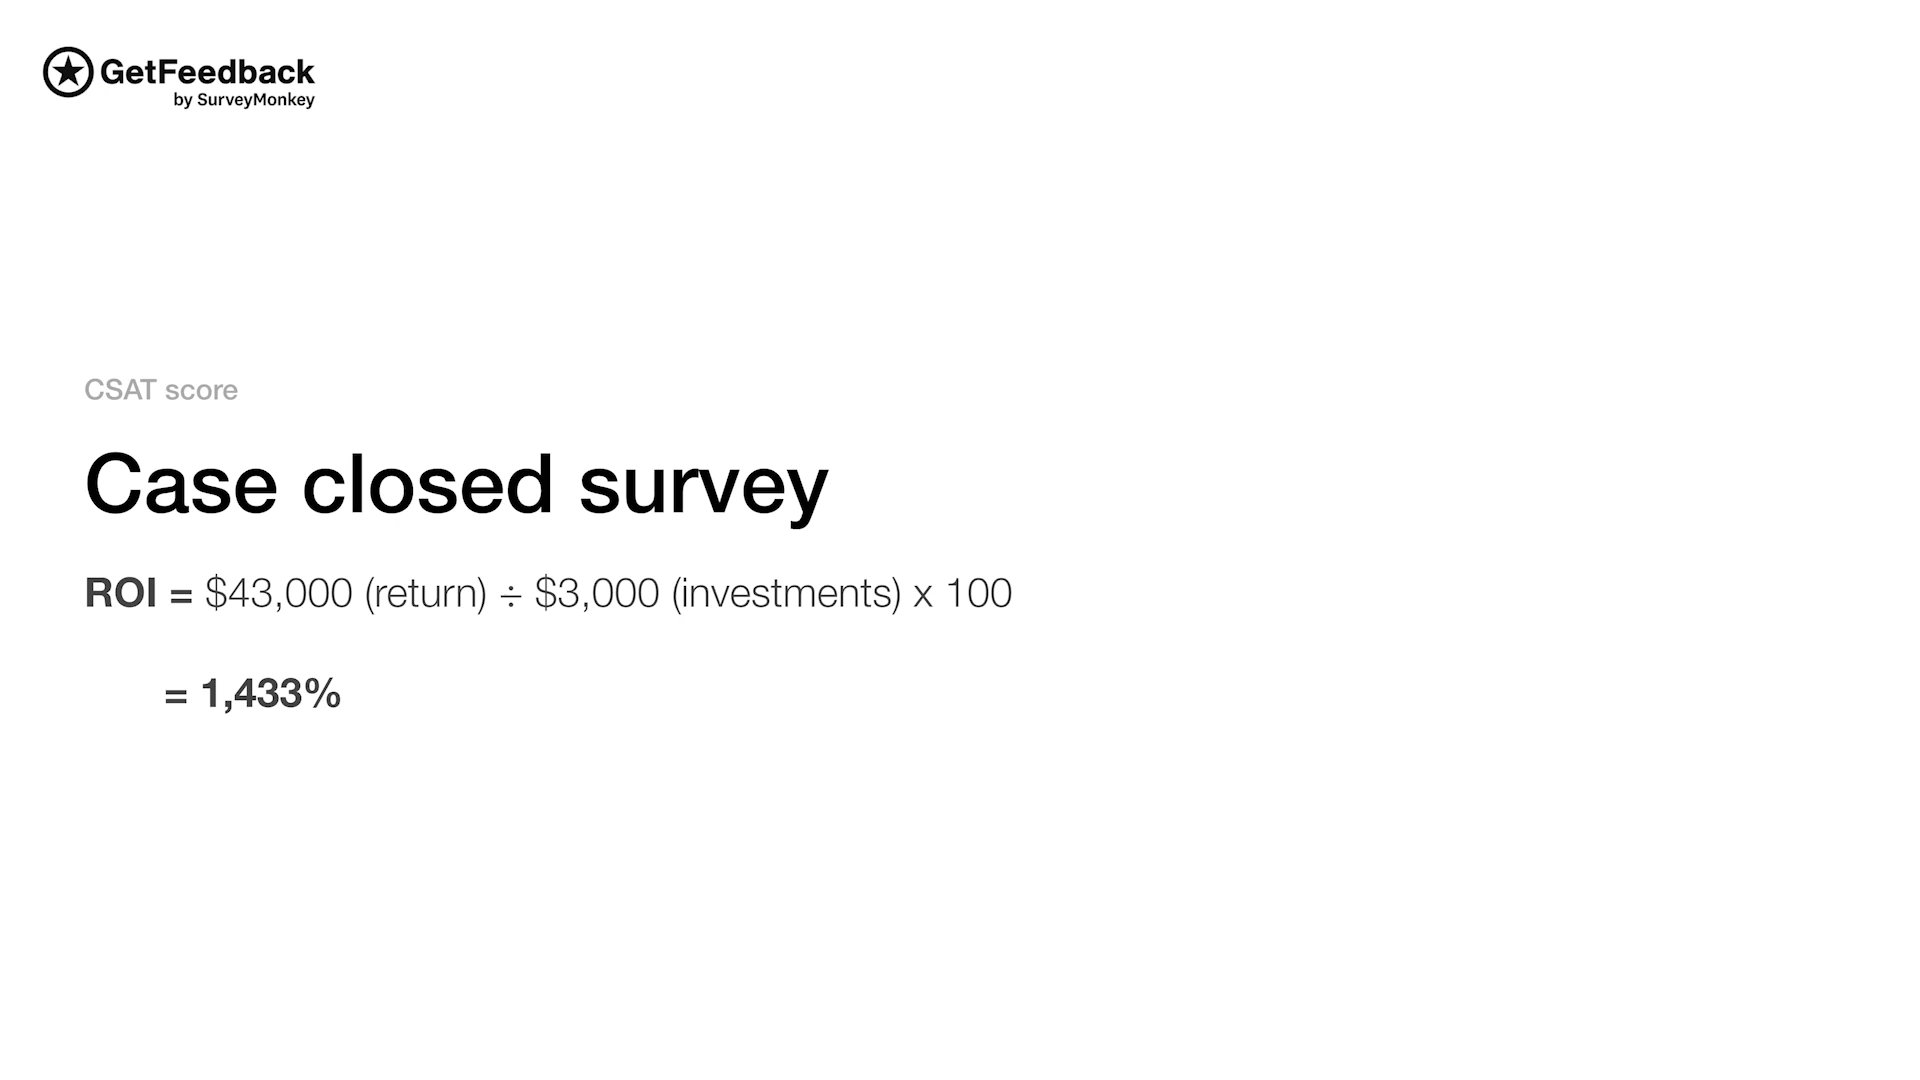 GetFeedback
by SurveyMonkey
CSAT score
Case closed survey
ROI = $43,000 (return) ÷ $3,000 (investments) x 100
= 1,433%